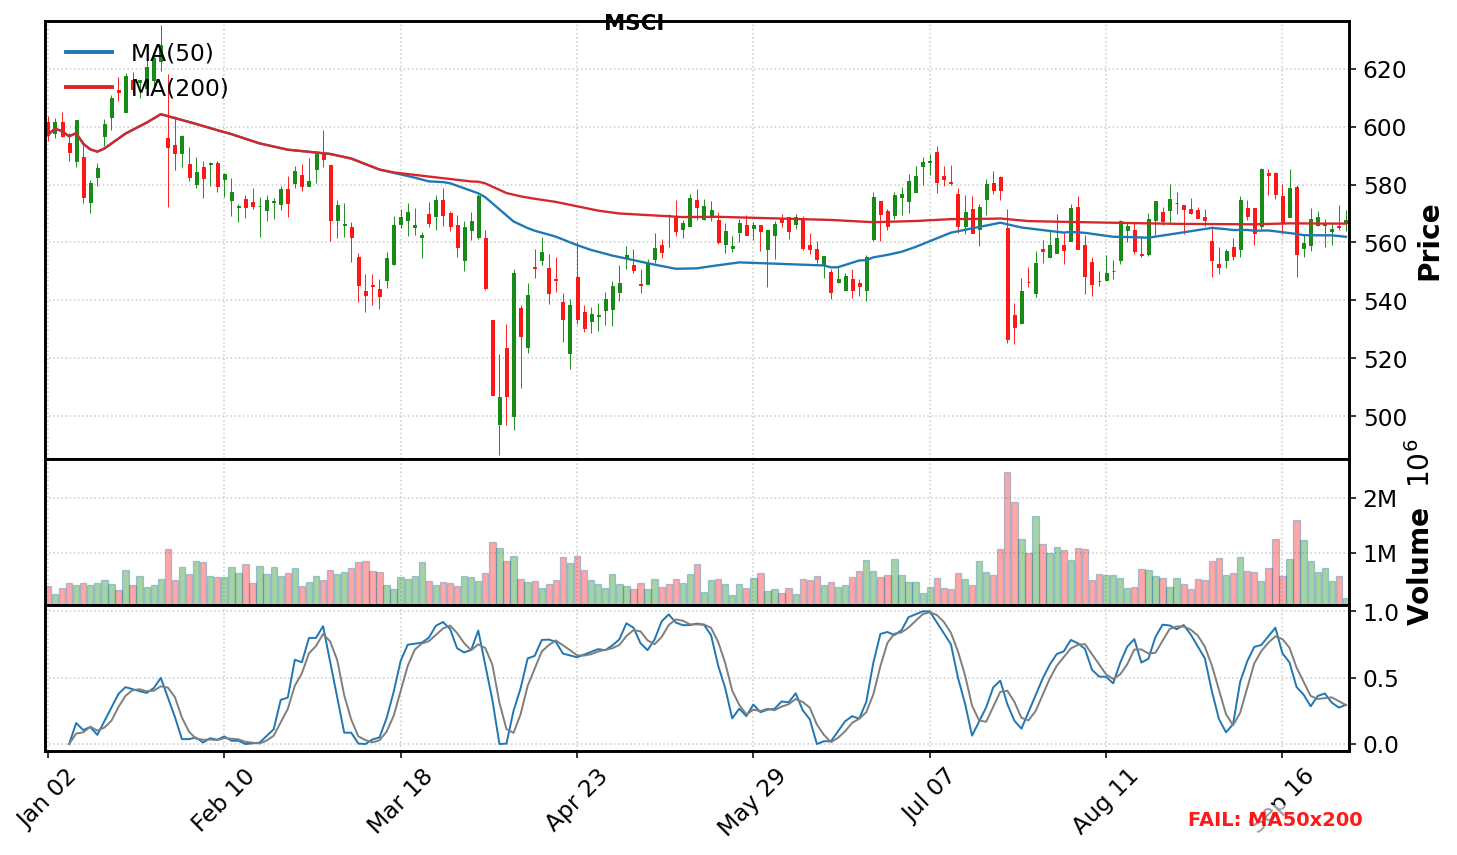 MSCI
MA(50)
MA(200)
620
600
580
560
540
520
500
Price
2M
1M
Volume 10^6
1.0
0.5
0.0
Jan 02
Feb 10
Mar 18
Apr 23
May 29
Jul 07
Aug 11
Sep 16
FAIL: MA50x200